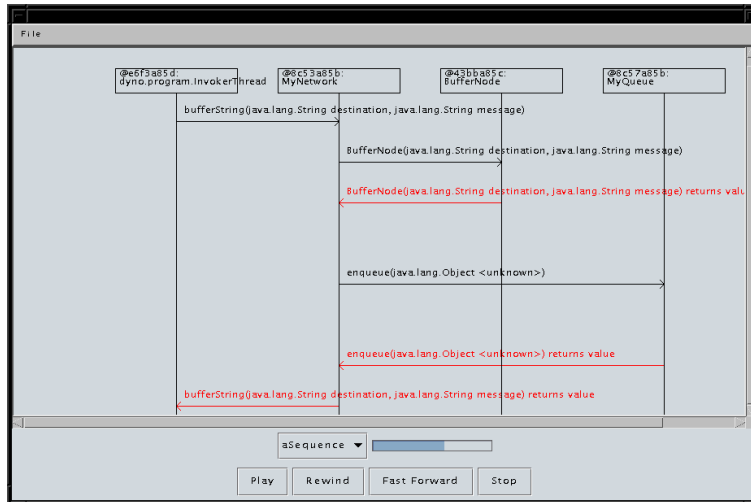 File
@e6f3a85d:
dyno.program.InvokerThread
@8c53a85b:
MyNetwork
@43bba85c:
BufferNode
@8c57a85b:
MyQueue
bufferString(java.lang.String destination, java.lang.String message)
BufferNode(java.lang.String destination, java.lang.String message)
BufferNode(java.lang.String destination, java.lang.String message) returns valu
enqueue(java.lang.Object <unknown>)
enqueue(java.lang.Object <unknown>) returns value
bufferString(java.lang.String destination, java.lang.String message) returns value
aSequence
Play Rewind Fast Forward Stop